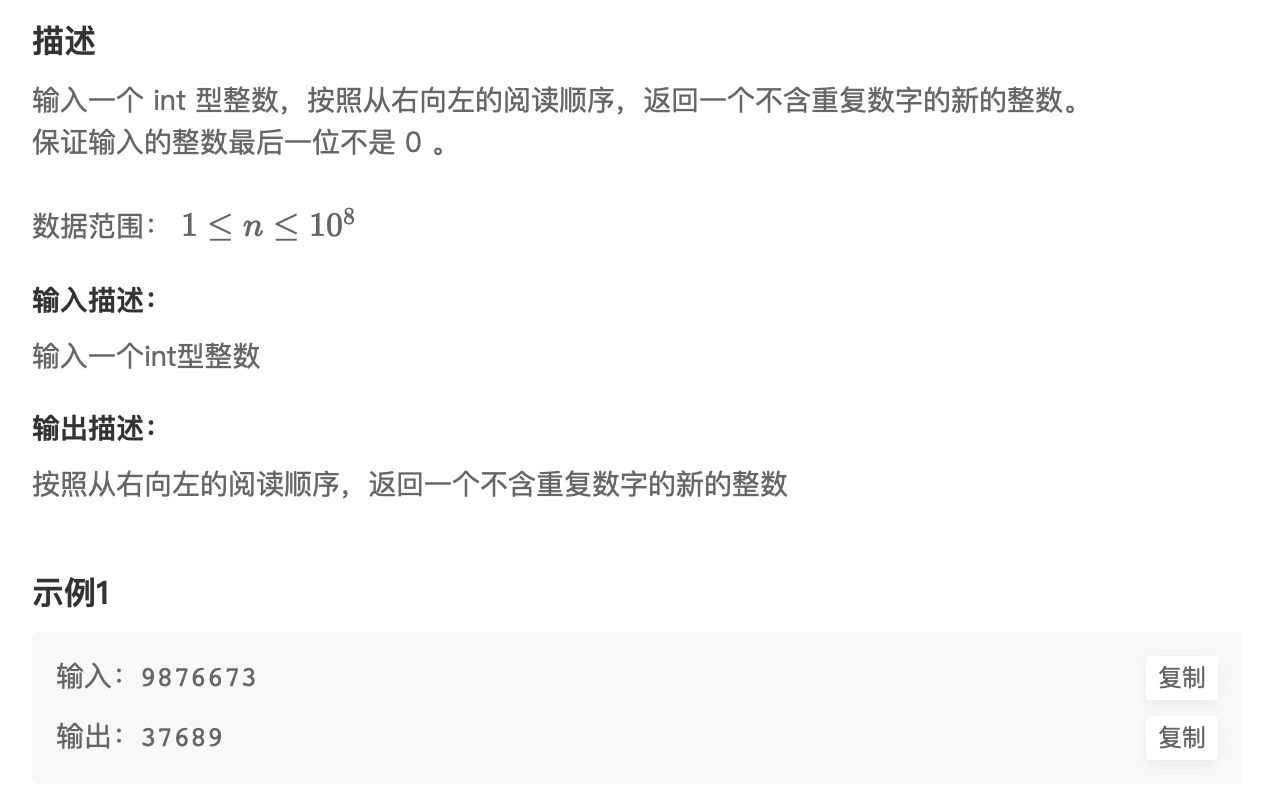 描述
输入一个 int 型整数，按照从右向左的阅读顺序，返回一个不含重复数字的新的整数。
保证输入的整数最后一位不是 0 。
数据范围： 1 ≤ n ≤ 10⁸
输入描述：
输入一个int型整数
输出描述：
按照从右向左的阅读顺序，返回一个不含重复数字的新的整数
示例1
输入：9876673 复制
输出：37689 复制